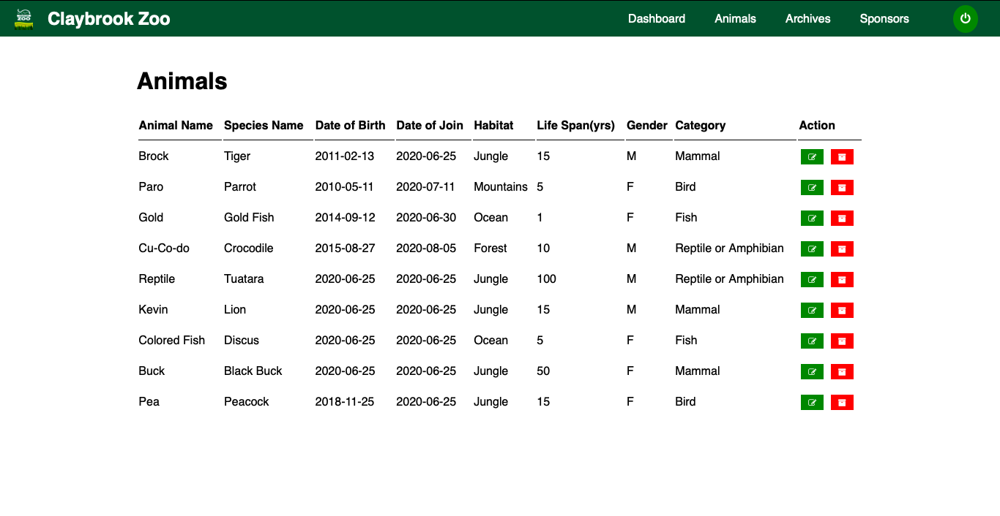 ZOO
Claybrook Zoo Dashboard Animals Archives Sponsors
Animals
Animal Name Species Name Date of Birth Date of Join Habitat Life Span(yrs) Gender Category Action
Brock Tiger 2011-02-13 2020-06-25 Jungle 15 M Mammal
Paro Parrot 2010-05-11 2020-07-11 Mountains 5 F Bird
Gold Gold Fish 2014-09-12 2020-06-30 Ocean 1 F Fish
Cu-Co-do Crocodile 2015-08-27 2020-08-05 Forest 10 M Reptile or Amphibian
Reptile Tuatara 2020-06-25 2020-06-25 Jungle 100 M Reptile or Amphibian
Kevin Lion 2020-06-25 2020-06-25 Jungle 15 M Mammal
Colored Fish Discus 2020-06-25 2020-06-25 Ocean 5 F Fish
Buck Black Buck 2020-06-25 2020-06-25 Jungle 50 F Mammal
Pea Peacock 2018-11-25 2020-06-25 Jungle 15 F Bird